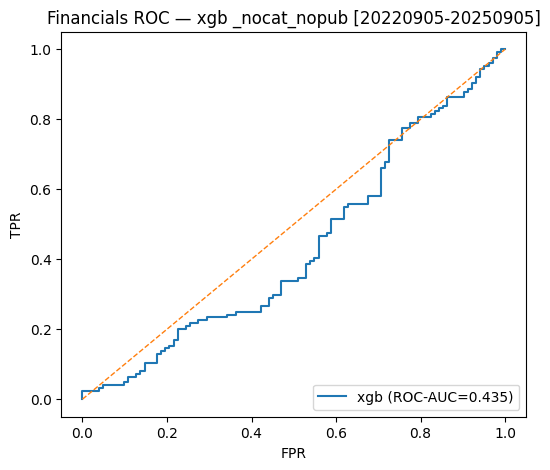 Financials ROC — xgb _nocat_nopub [20220905-20250905]
TPR
1.0
0.8
0.6
0.4
0.2
0.0
xgb (ROC-AUC=0.435)
0.0 0.2 0.4 0.6 0.8 1.0
FPR